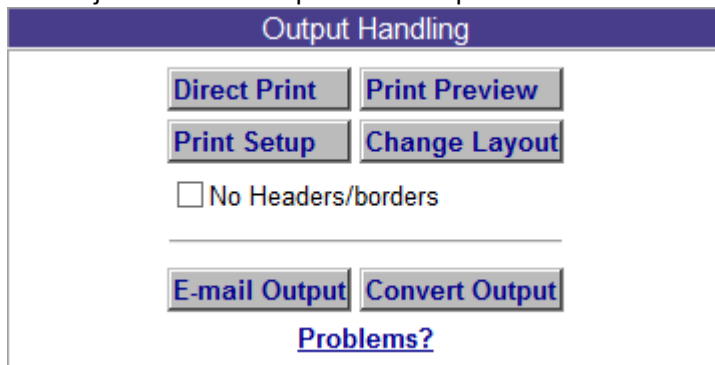 Output Handling
Direct Print Print Preview
Print Setup Change Layout
No Headers/borders
E-mail Output Convert Output
Problems?